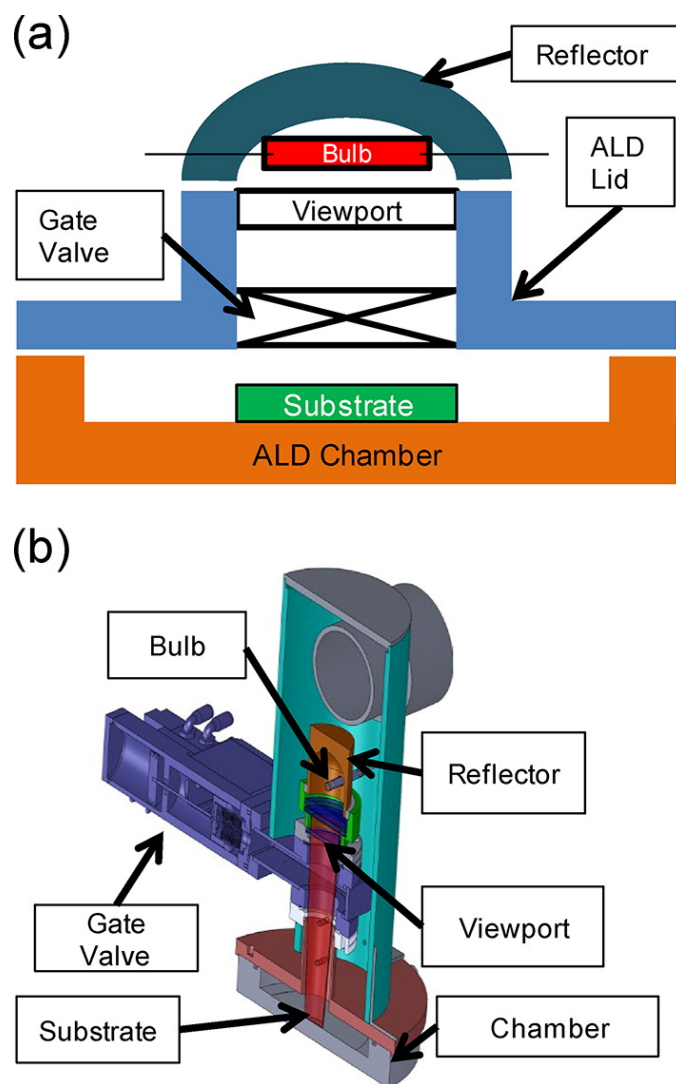 (a)
Reflector
Bulb
ALD
Lid
Viewport
Gate
Valve
Substrate
ALD Chamber
(b)
Bulb
Reflector
Gate
Valve
Viewport
Substrate
Chamber